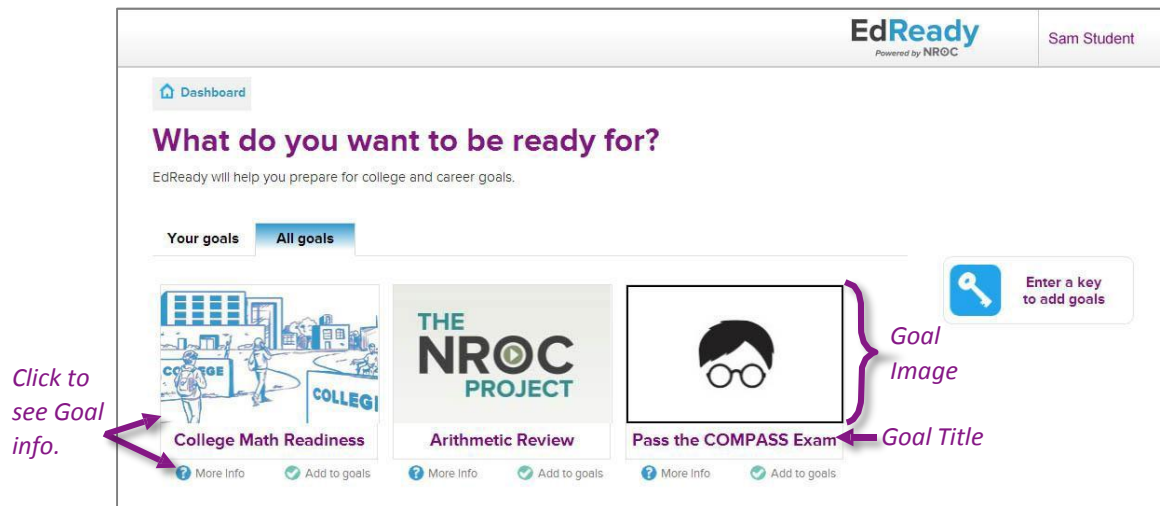 EdReady
Powered by NROC
Sam Student
Dashboard
What do you want to be ready for?
EdReady will help you prepare for college and career goals.
Your goals
All goals
Enter a key
to add goals
COLLEGE
COLLEGE
THE
NROC
PROJECT
Goal
Image
Click to
see Goal
info.
College Math Readiness
Arithmetic Review
Pass the COMPASS Exam
Goal Title
More Info
Add to goals
More Info
Add to goals
More Info
Add to goals